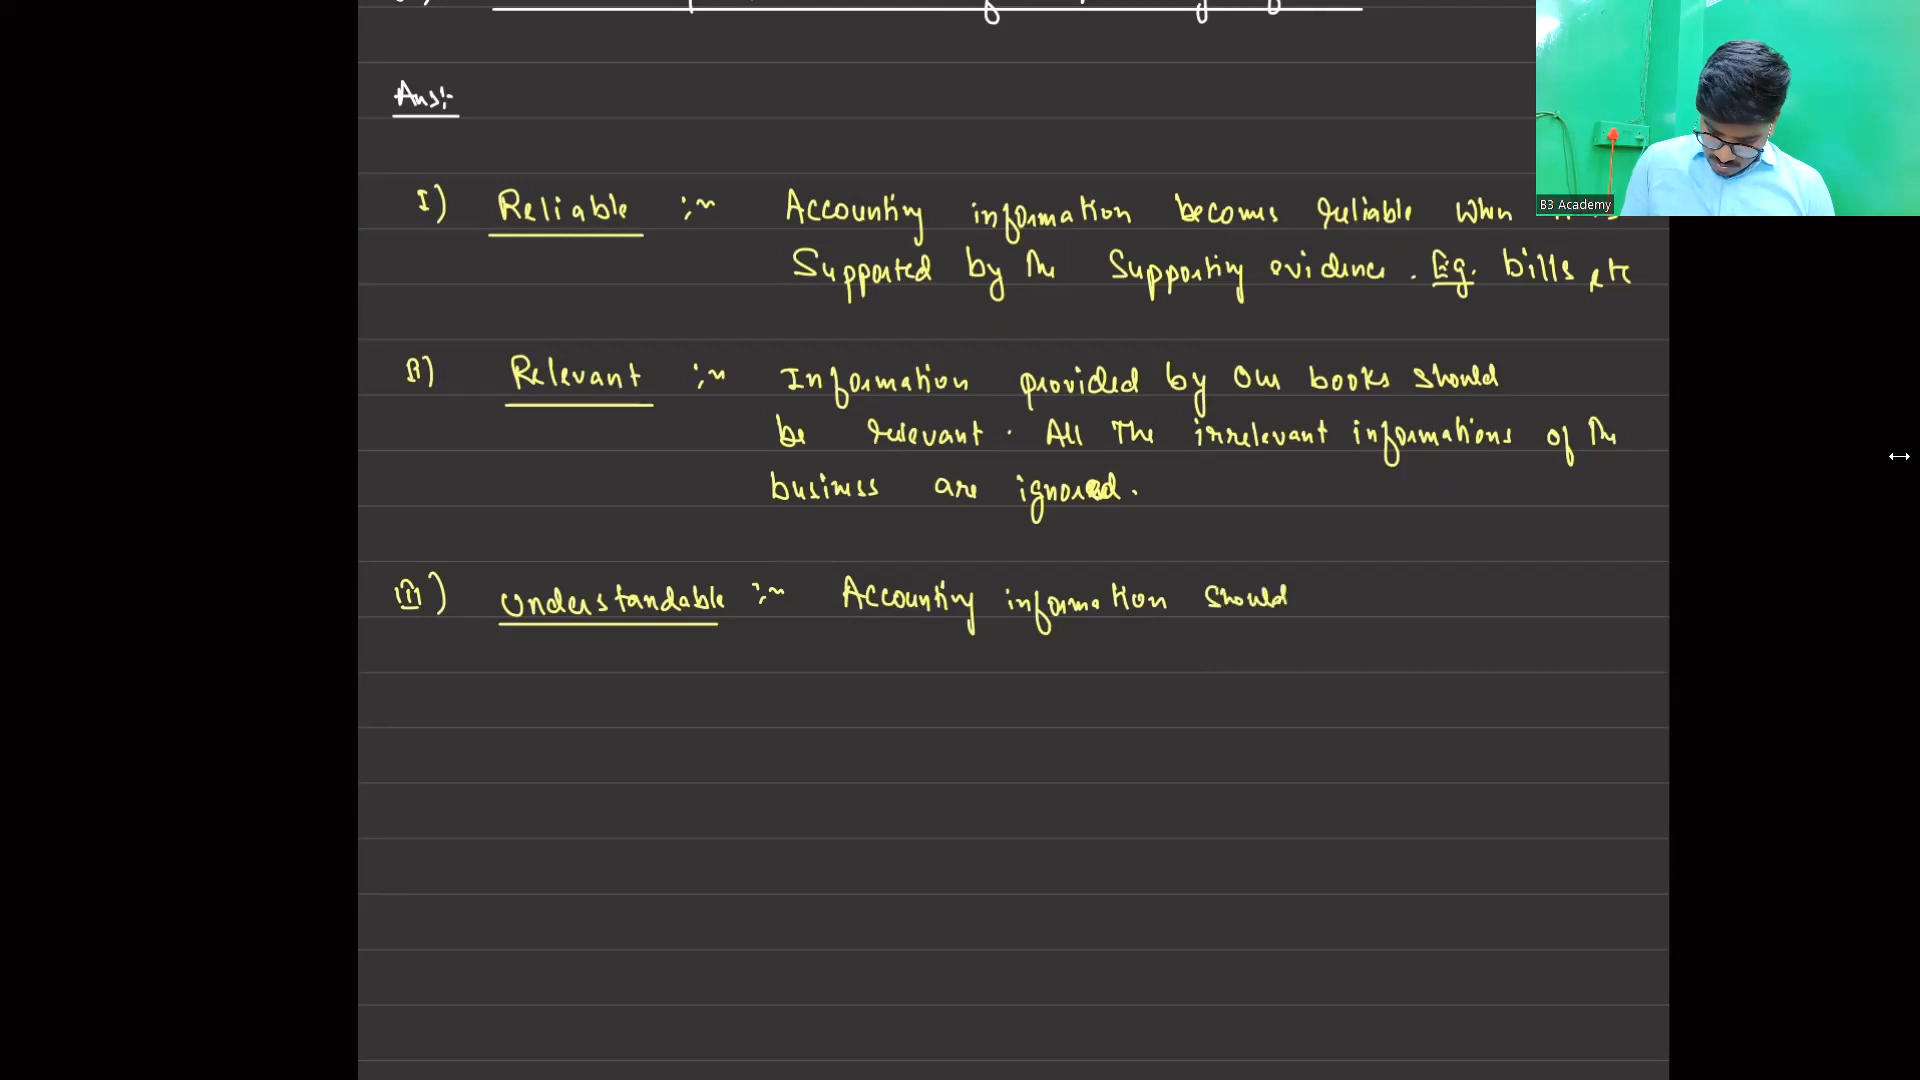 Ans:-
I) Reliable :- Accounting information becomes reliable when
Supported by the Supporting evidence. Eg. bills, etc
II) Relevant :- Information provided by our books should
be relevant. All the irrelevant informations of the
business are ignored.
III) Understandable :- Accounting information should
B3 Academy